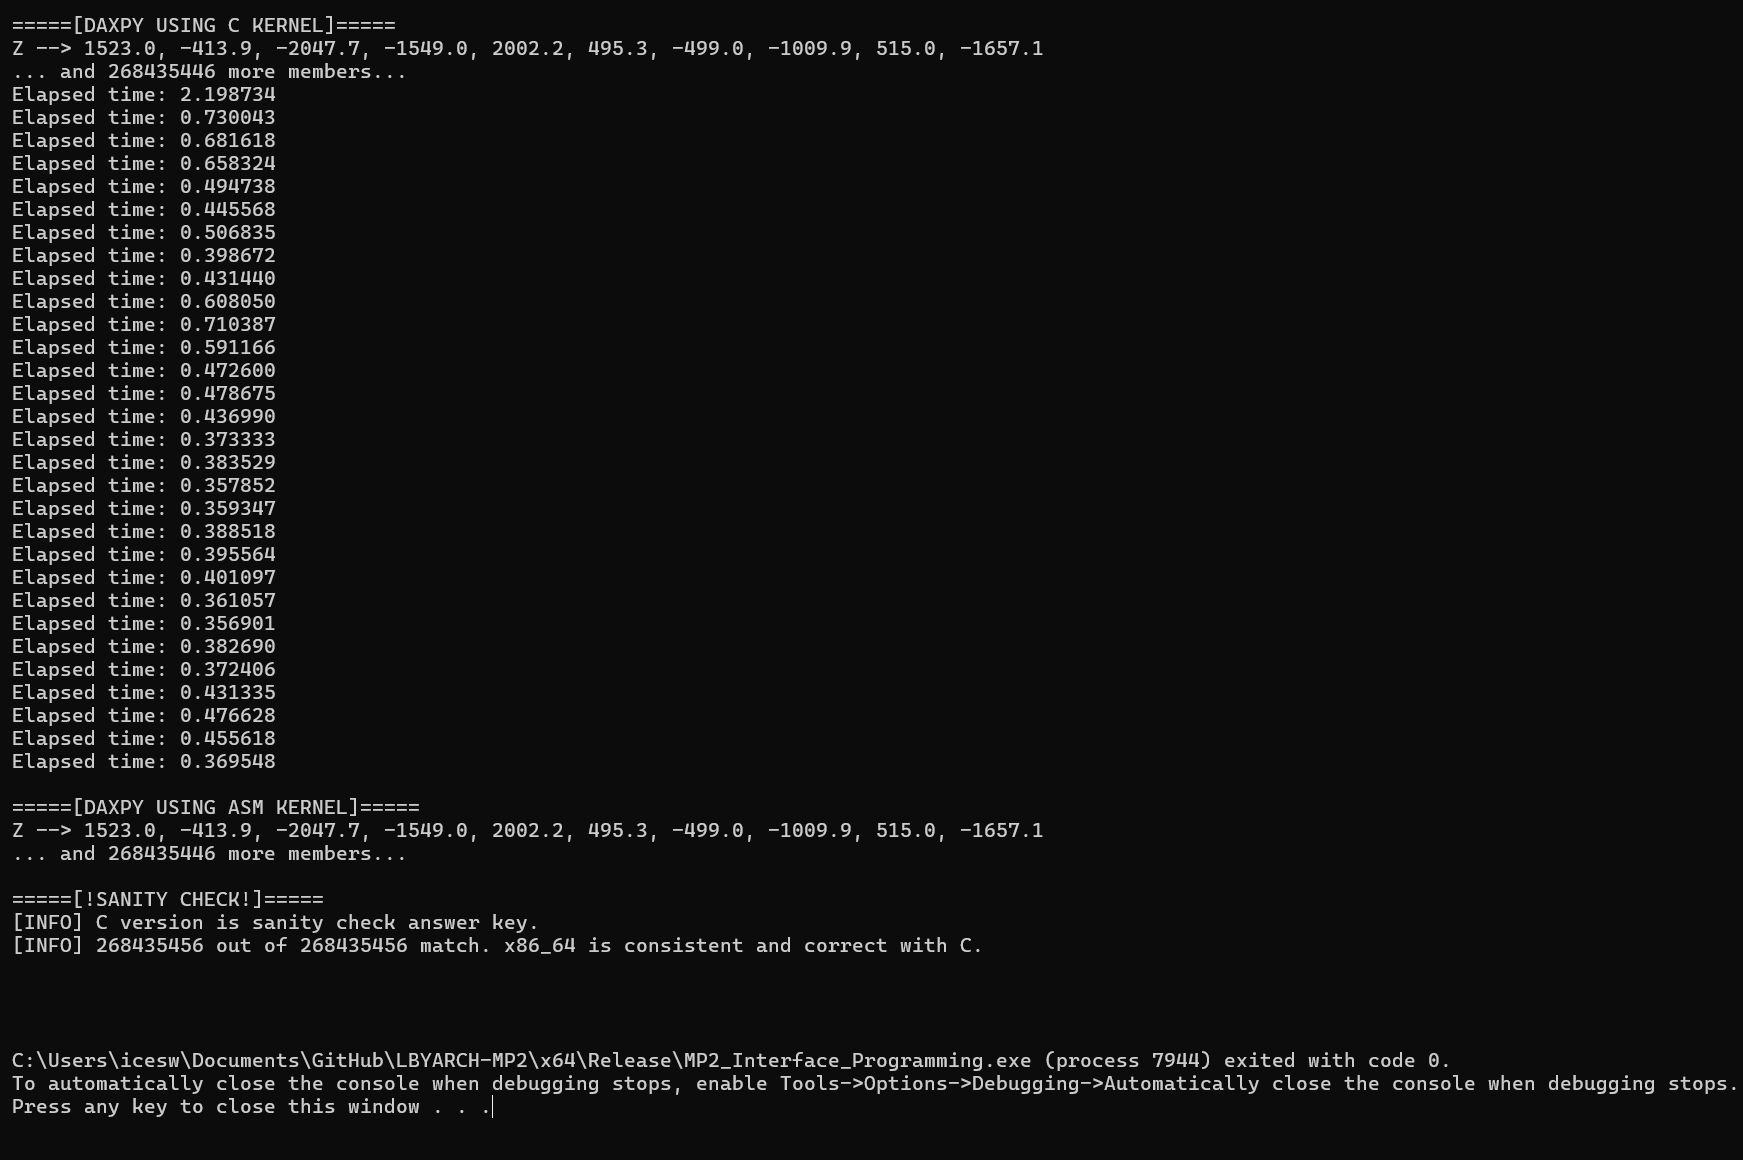 =====[DAXPY USING C KERNEL]=====
Z --> 1523.0, -413.9, -2047.7, -1549.0, 2002.2, 495.3, -499.0, -1009.9, 515.0, -1657.1
... and 268435446 more members...
Elapsed time: 2.198734
Elapsed time: 0.730043
Elapsed time: 0.681618
Elapsed time: 0.658324
Elapsed time: 0.494738
Elapsed time: 0.445568
Elapsed time: 0.506835
Elapsed time: 0.398672
Elapsed time: 0.431440
Elapsed time: 0.608050
Elapsed time: 0.710387
Elapsed time: 0.591166
Elapsed time: 0.472600
Elapsed time: 0.478675
Elapsed time: 0.436990
Elapsed time: 0.373333
Elapsed time: 0.383529
Elapsed time: 0.357852
Elapsed time: 0.359347
Elapsed time: 0.388518
Elapsed time: 0.395564
Elapsed time: 0.401097
Elapsed time: 0.361057
Elapsed time: 0.356901
Elapsed time: 0.382690
Elapsed time: 0.372406
Elapsed time: 0.431335
Elapsed time: 0.476628
Elapsed time: 0.455618
Elapsed time: 0.369548
=====[DAXPY USING ASM KERNEL]=====
Z --> 1523.0, -413.9, -2047.7, -1549.0, 2002.2, 495.3, -499.0, -1009.9, 515.0, -1657.1
... and 268435446 more members...
=====[!SANITY CHECK!]=====
[INFO] C version is sanity check answer key.
[INFO] 268435456 out of 268435456 match. x86_64 is consistent and correct with C.
C:\Users\icesw\Documents\GitHub\LBYARCH-MP2\x64\Release\MP2_Interface_Programming.exe (process 7944) exited with code 0.
To automatically close the console when debugging stops, enable Tools->Options->Debugging->Automatically close the console when debugging stops.
Press any key to close this window . . .